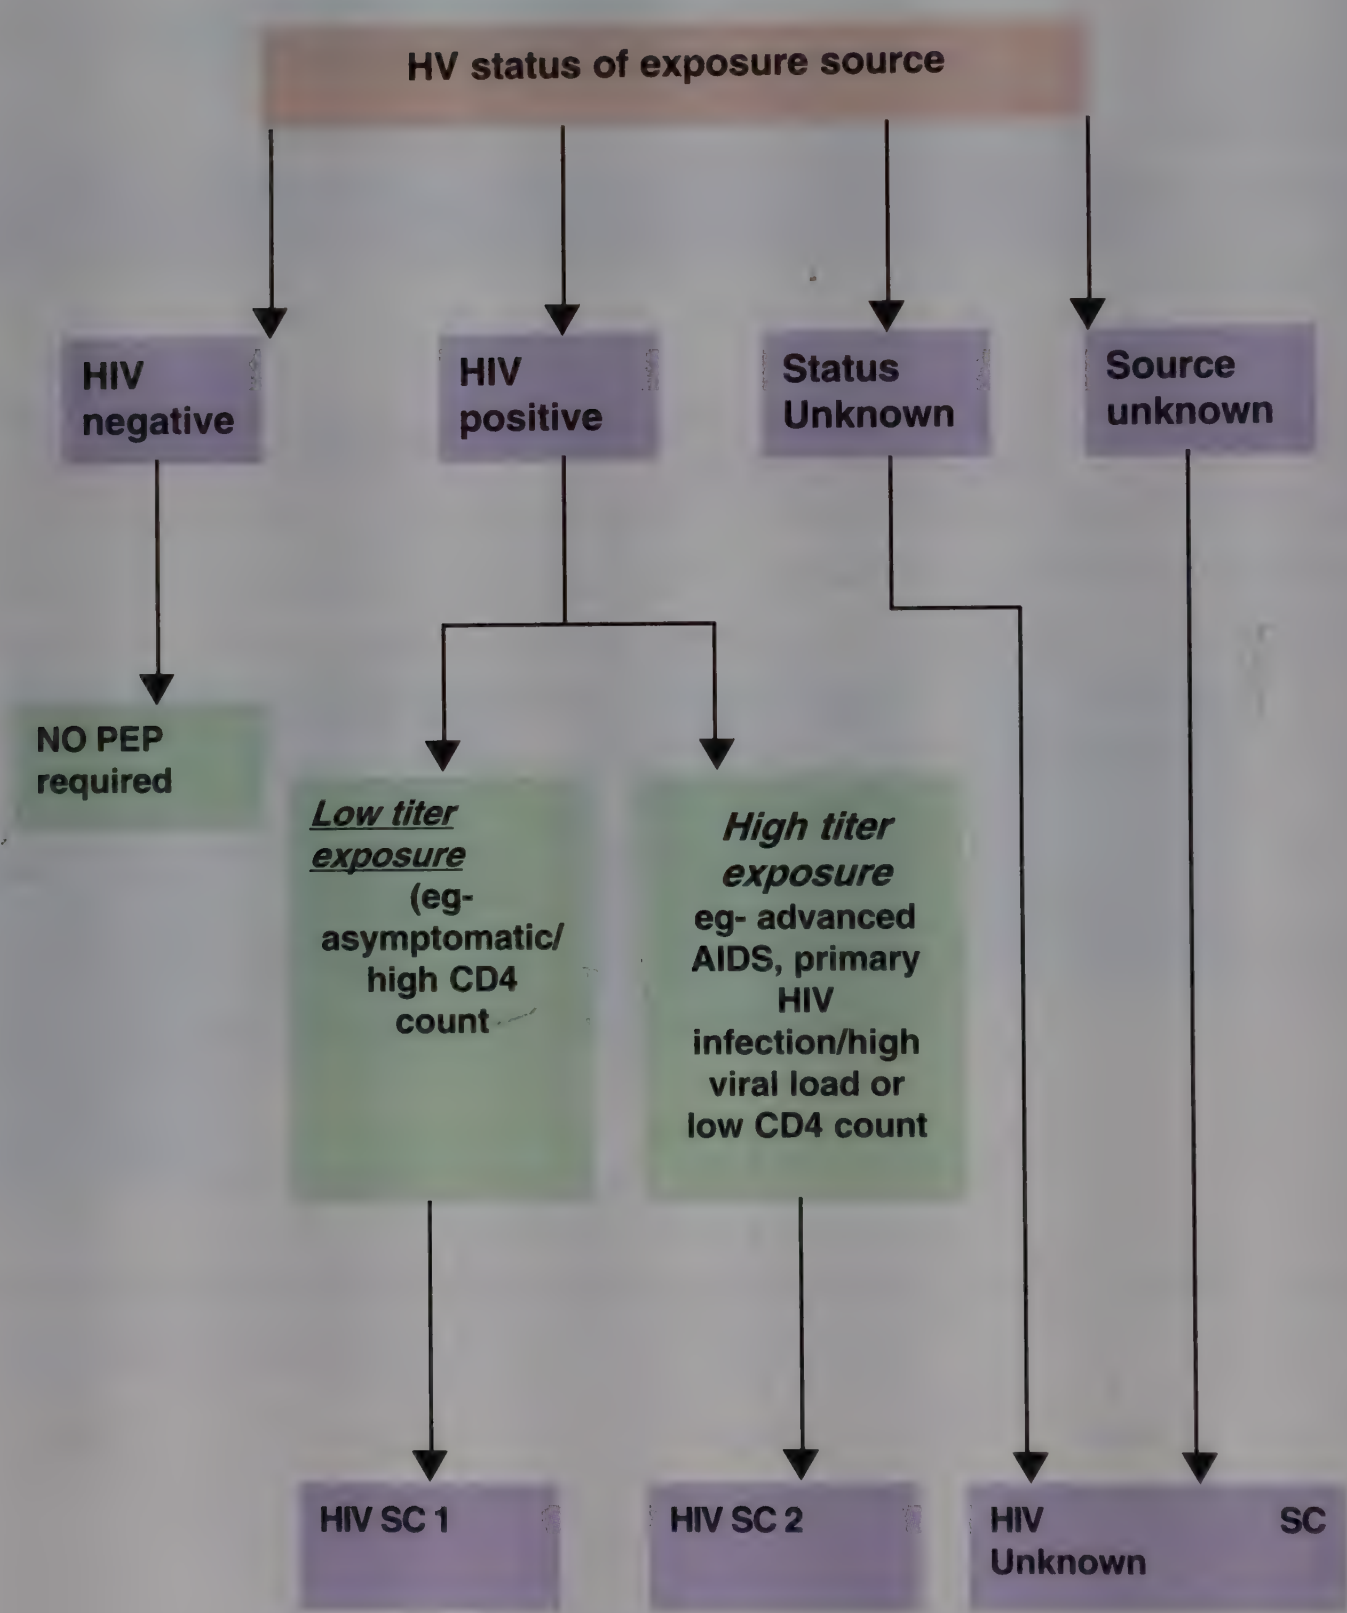 HV status of exposure source
HIV
negative
HIV
positive
Status
Unknown
Source
unknown
NO PEP
required
Low titer
exposure
(eg-
asymptomatic/
high CD4
count
High titer
exposure
eg- advanced
AIDS, primary
HIV
infection/high
viral load or
low CD4 count
HIV SC 1
HIV SC 2
HIV SC
Unknown